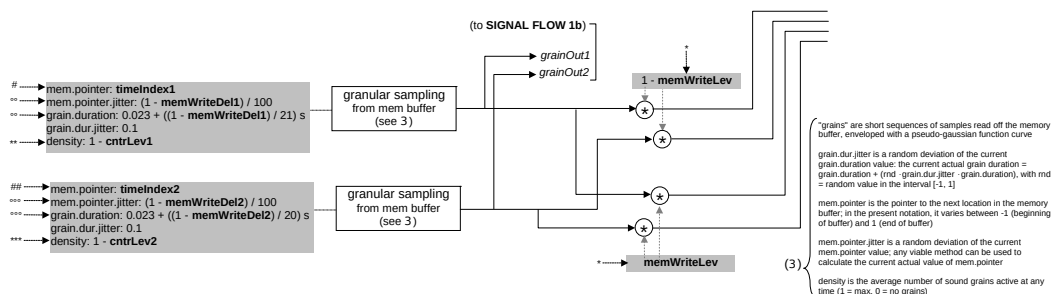 (to SIGNAL FLOW 1b)
grainOut1
grainOut2
*
1 - memWriteLev
#
°°
°°
**
mem.pointer: timeIndex1
mem.pointer.jitter: (1 - memWriteDel1) / 100
grain.duration: 0.023 + ((1 - memWriteDel1) / 21) s
grain.dur.jitter: 0.1
density: 1 - cntrLev1
granular sampling
from mem buffer
(see 3)
*
*
##
°°°
°°°
***
mem.pointer: timeIndex2
mem.pointer.jitter: (1 - memWriteDel2) / 100
grain.duration: 0.023 + ((1 - memWriteDel2) / 20) s
grain.dur.jitter: 0.1
density: 1 - cntrLev2
granular sampling
from mem buffer
(see 3)
*
*
*
memWriteLev
(3)
"grains" are short sequences of samples read off the memory
buffer, enveloped with a pseudo-gaussian function curve
grain.dur.jitter is a random deviation of the current
grain.duration value: the current actual grain duration =
grain.duration + (rnd · grain.dur.jitter · grain.duration), with rnd
= random value in the interval [-1, 1]
mem.pointer is the pointer to the next location in the memory
buffer; in the present notation, it varies between -1 (beginning
of buffer) and 1 (end of buffer)
mem.pointer.jitter is a random deviation of the current
mem.pointer value; any viable method can be used to
calculate the current actual value of mem.pointer
density is the average number of sound grains active at any
time (1 = max, 0 = no grains)